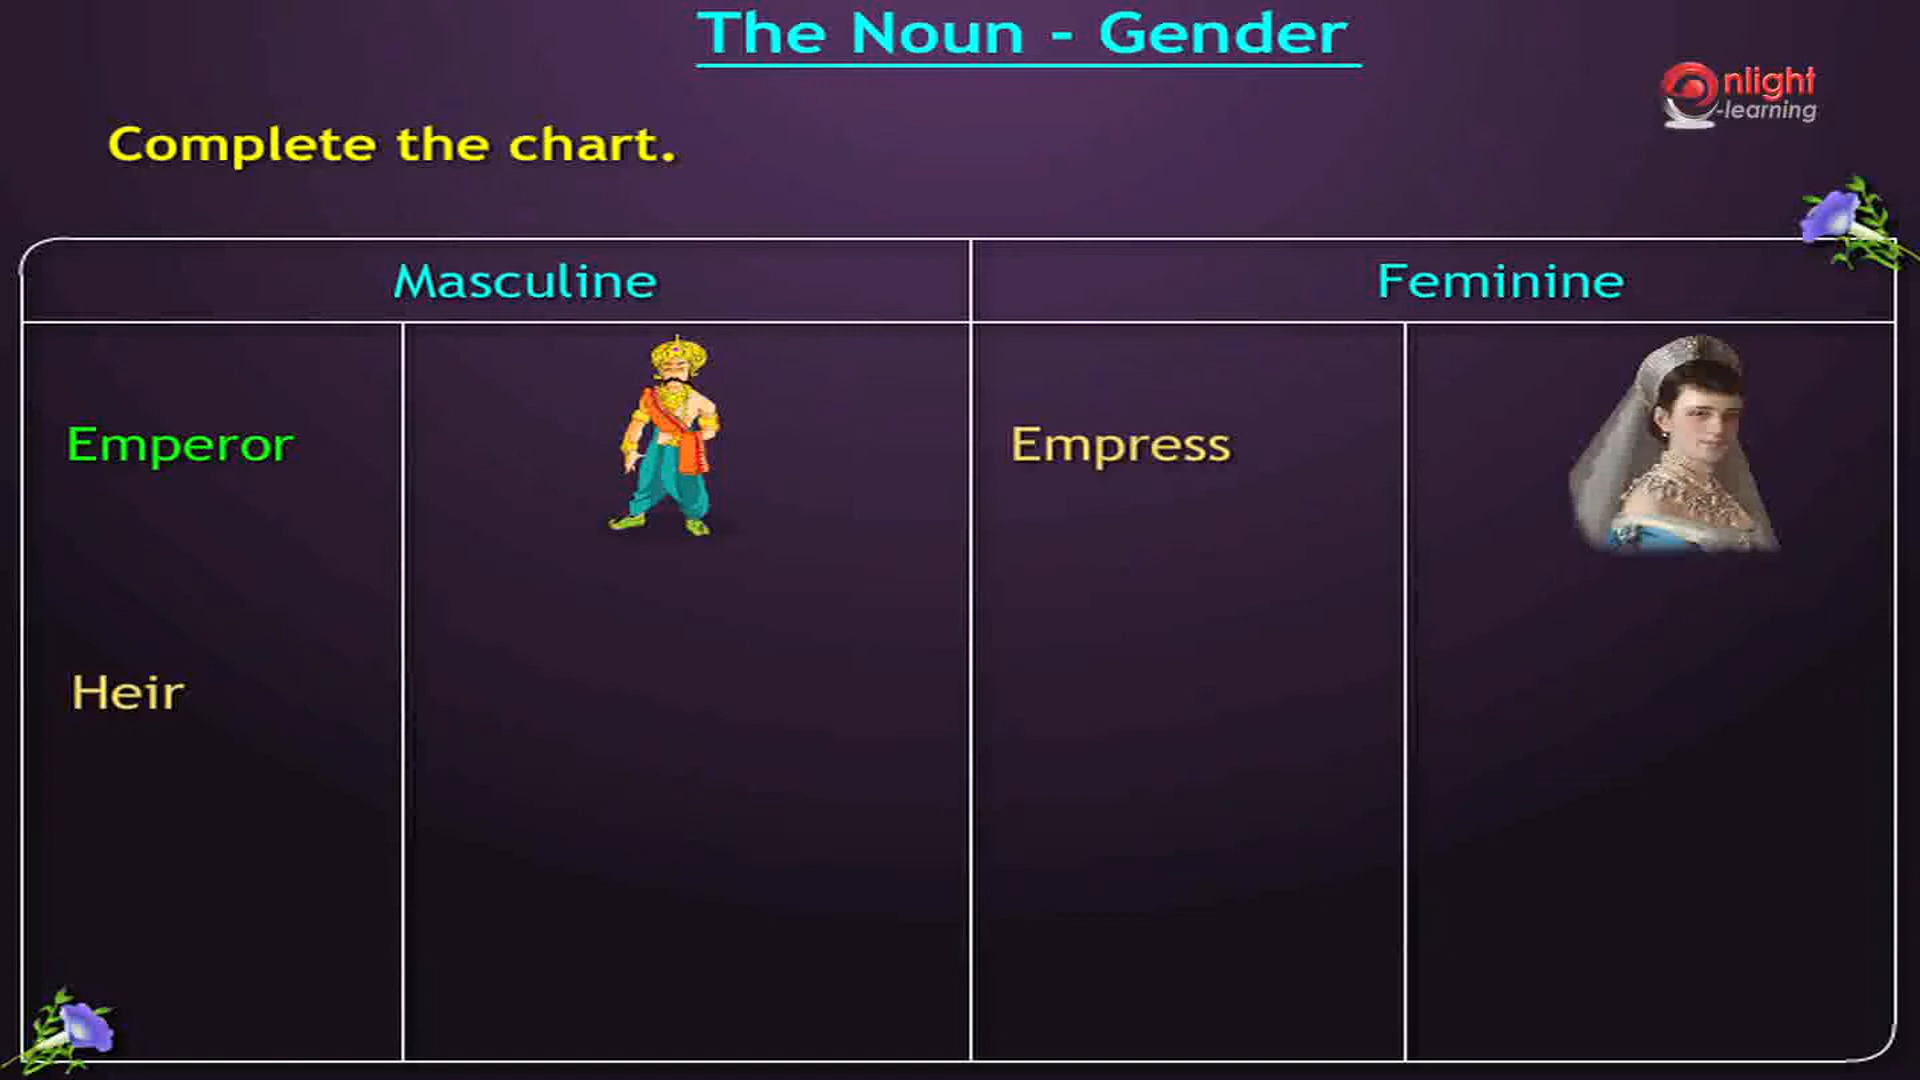 The Noun - Gender
nlight
-learning
Complete the chart.
Masculine
Feminine
Emperor
Empress
Heir